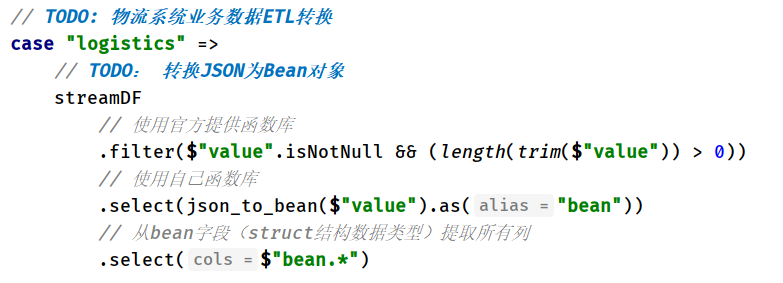 // TODO: 物流系统业务数据ETL转换
case "logistics" =>
// TODO： 转换JSON为Bean对象
streamDF
// 使用官方提供函数库
.filter($"value".isNotNull && (length(trim($"value")) > 0))
// 使用自己函数库
.select(json_to_bean($"value").as( alias = "bean"))
// 从bean字段（struct结构数据类型）提取所有列
.select( cols = $"bean.*")